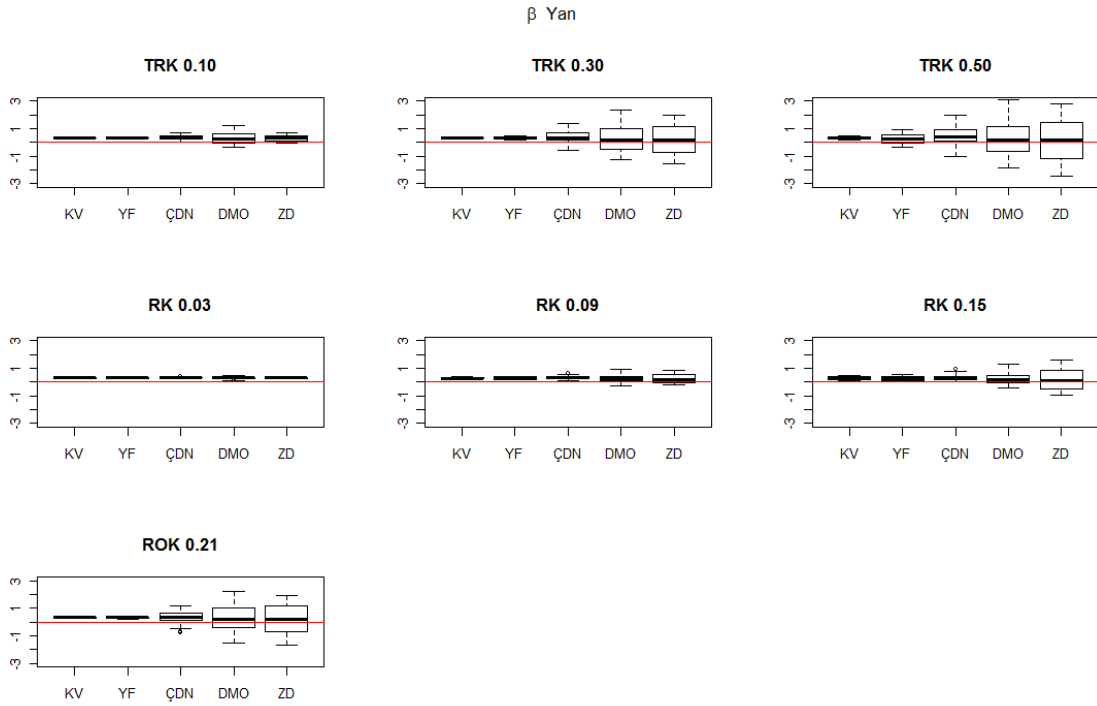 β Yan
TRK 0.10
3
1
-1
-3
KV YF ÇDN DMO ZD
TRK 0.30
3
1
-1
-3
KV YF ÇDN DMO ZD
TRK 0.50
3
1
-1
-3
KV YF ÇDN DMO ZD
RK 0.03
3
1
-1
-3
KV YF ÇDN DMO ZD
RK 0.09
3
1
-1
-3
KV YF ÇDN DMO ZD
RK 0.15
3
1
-1
-3
KV YF ÇDN DMO ZD
ROK 0.21
3
1
-1
-3
KV YF ÇDN DMO ZD